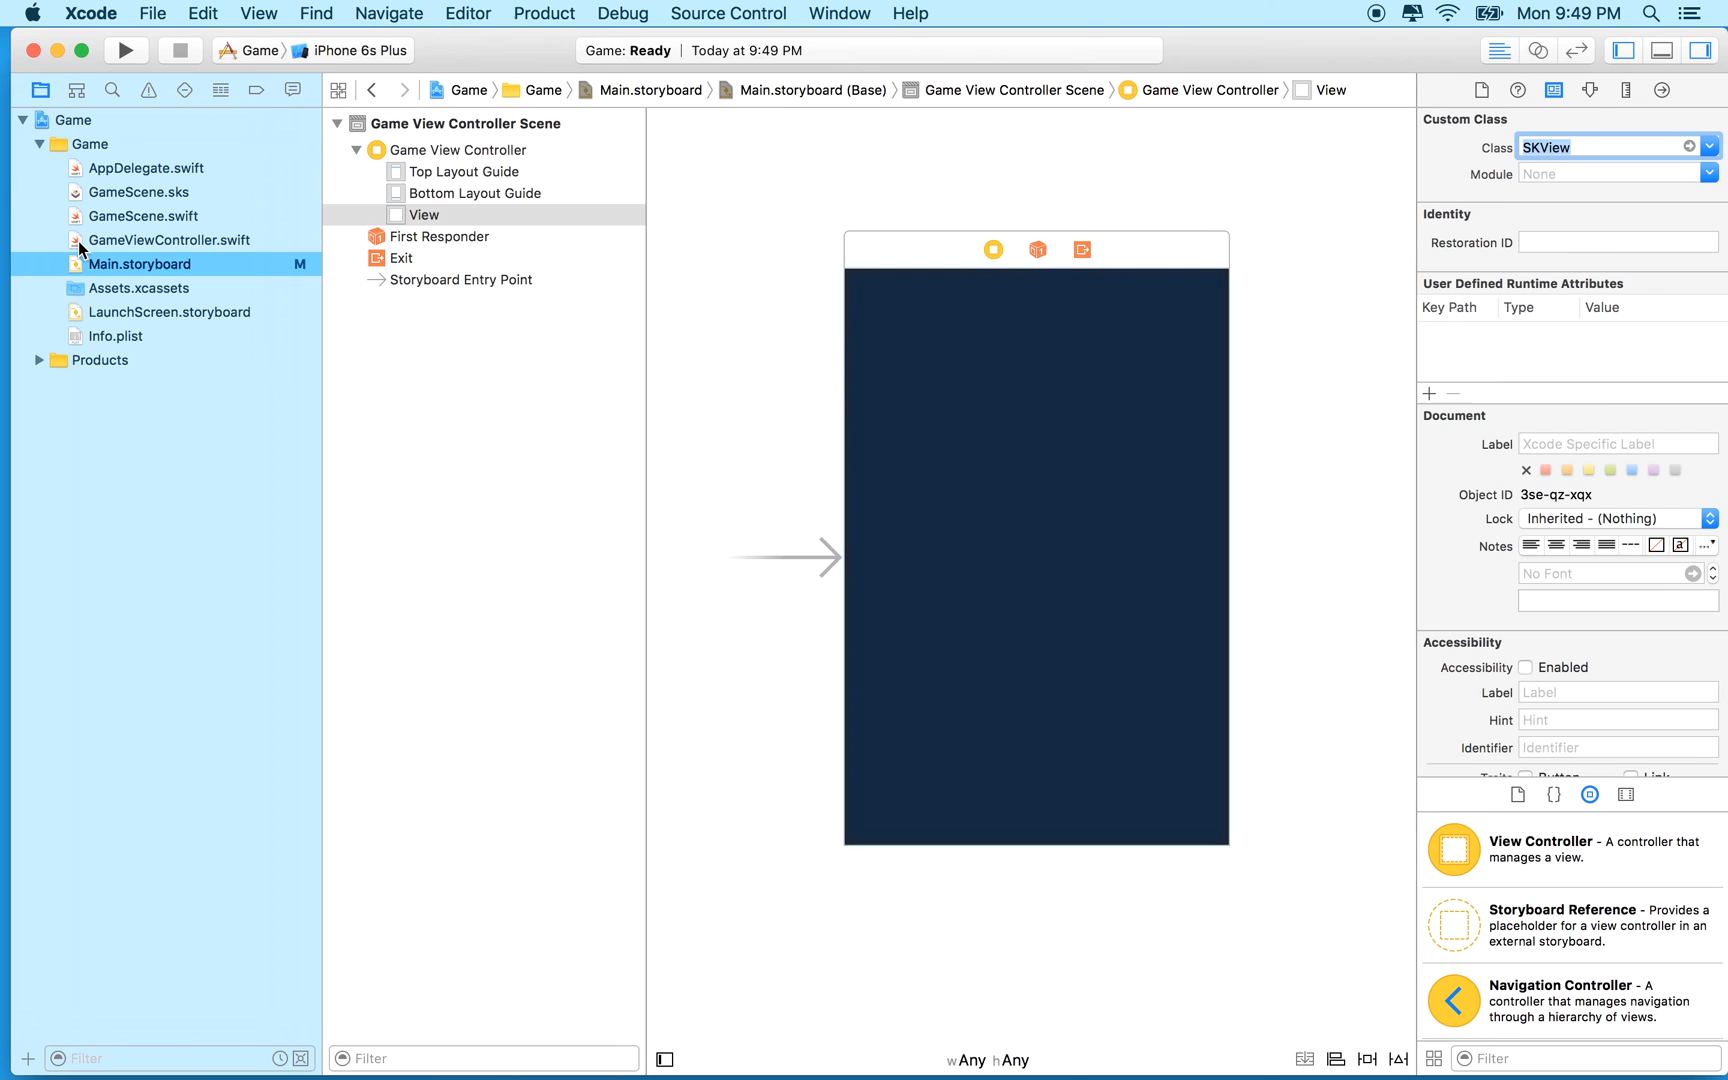 Xcode File Edit View Find Navigate Editor Product Debug Source Control Window Help Mon 9:49 PM
Game iPhone 6s Plus Game: Ready Today at 9:49 PM
Game Game Main.storyboard Main.storyboard (Base) Game View Controller Scene Game View Controller View
Game
Game
AppDelegate.swift
GameScene.sks
GameScene.swift
GameViewController.swift
Main.storyboard M
Assets.xcassets
LaunchScreen.storyboard
Info.plist
Products
Filter
Game View Controller Scene
Game View Controller
Top Layout Guide
Bottom Layout Guide
View
First Responder
Exit
Storyboard Entry Point
Filter
wAny hAny
Custom Class
Class SKView
Module None
Identity
Restoration ID
User Defined Runtime Attributes
Key Path Type Value
Document
Label Xcode Specific Label
Object ID 3se-qz-xqx
Lock Inherited - (Nothing)
Notes
No Font
Accessibility
Accessibility Enabled
Label Label
Hint Hint
Identifier Identifier
Traits Button Link
View Controller - A controller that
manages a view.
Storyboard Reference - Provides a
placeholder for a view controller in an
external storyboard.
Navigation Controller - A
controller that manages navigation
through a hierarchy of views.
Filter